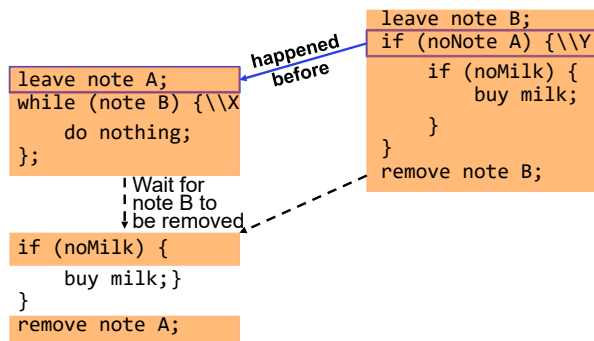 leave note A;
while (note B) {\\X
do nothing;
};
Wait for
note B to
be removed
if (noMilk) {
buy milk;}
}
remove note A;
happened
before
leave note B;
if (noNote A) {\\Y
if (noMilk) {
buy milk;
}
}
remove note B;